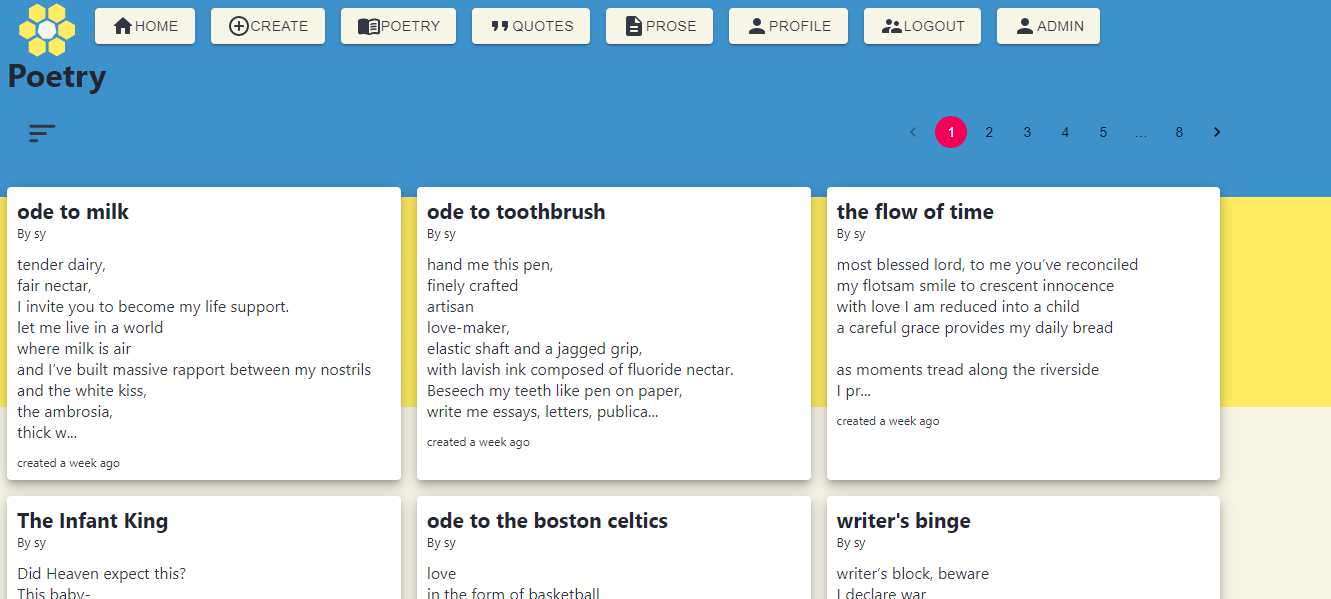 HOME CREATE POETRY QUOTES PROSE PROFILE LOGOUT ADMIN
Poetry
1 2 3 4 5 ... 8
ode to milk
By sy
tender dairy,
fair nectar,
I invite you to become my life support.
let me live in a world
where milk is air
and I’ve built massive rapport between my nostrils
and the white kiss,
the ambrosia,
thick w...
created a week ago
ode to toothbrush
By sy
hand me this pen,
finely crafted
artisan
love-maker,
elastic shaft and a jagged grip,
with lavish ink composed of fluoride nectar.
Beseech my teeth like pen on paper,
write me essays, letters, publica...
created a week ago
the flow of time
By sy
most blessed lord, to me you’ve reconciled
my flotsam smile to crescent innocence
with love I am reduced into a child
a careful grace provides my daily bread
as moments tread along the riverside
I pr...
created a week ago
The Infant King
By sy
Did Heaven expect this?
This baby-
ode to the boston celtics
By sy
love
in the form of basketball
writer's binge
By sy
writer’s block, beware
I declare war